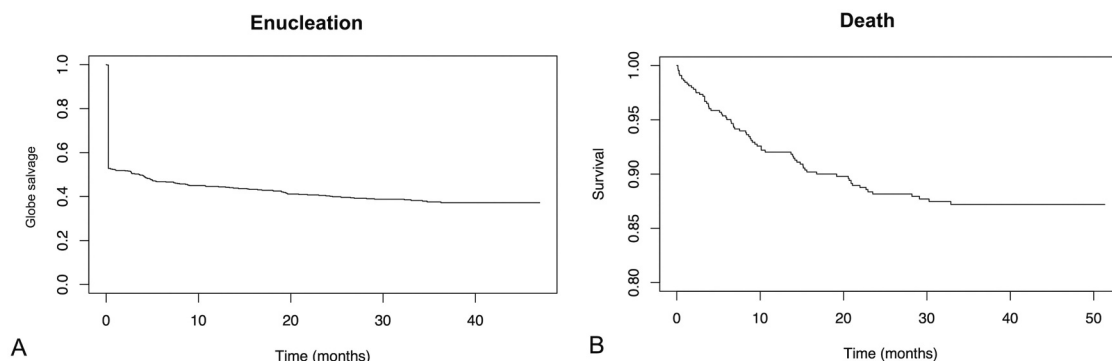 Enucleation
Globe salvage
1.0
0.8
0.6
0.4
0.2
0.0
0 10 20 30 40
Time (months)
A
Death
Survival
1.00
0.95
0.90
0.85
0.80
0 10 20 30 40 50
Time (months)
B